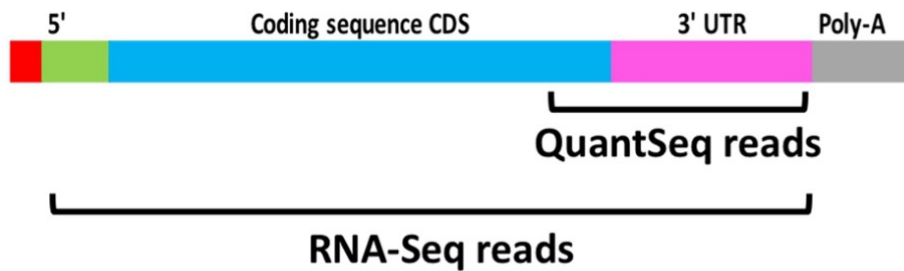 5' Coding sequence CDS 3' UTR Poly-A
QuantSeq reads
RNA-Seq reads